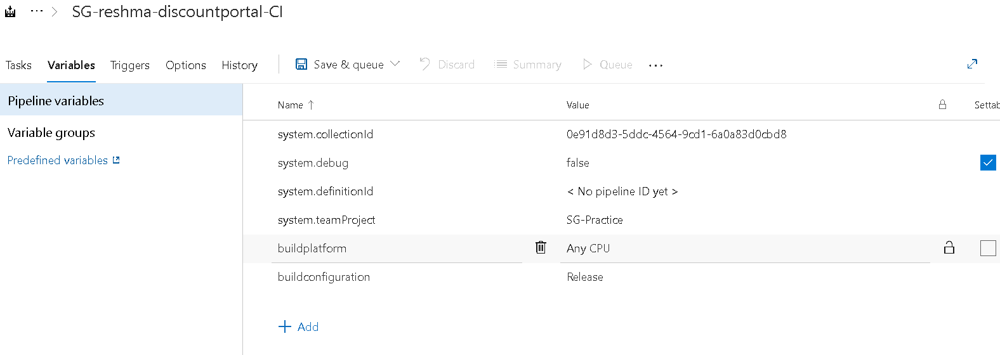 ··· > SG-reshma-discountportal-CI
Tasks Variables Triggers Options History Save & queue Discard Summary Queue ···
Pipeline variables
Variable groups
Predefined variables
Name ↑ Value Settab
system.collectionId 0e91d8d3-5ddc-4564-9cd1-6a0a83d0cbd8
system.debug false
system.definitionId < No pipeline ID yet >
system.teamProject SG-Practice
buildplatform Any CPU
buildconfiguration Release
+ Add